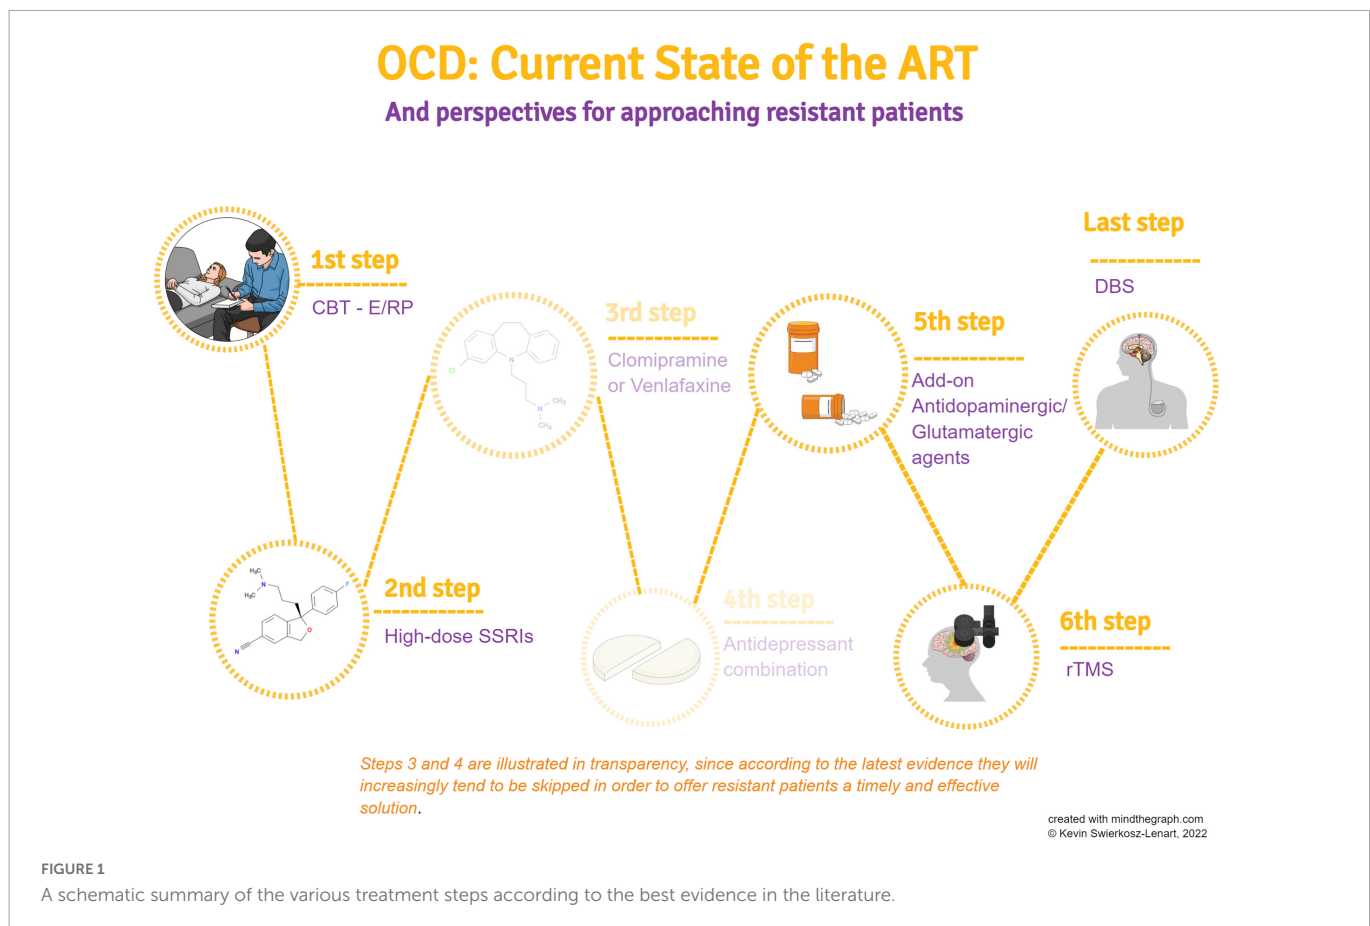 OCD: Current State of the ART
And perspectives for approaching resistant patients
1st step
CBT - E/RP
2nd step
High-dose SSRIs
H₃C
N
H₃C
F
O
N
3rd step
Clomipramine
or Venlafaxine
N
Cl
N
CH₃
CH₃
4th step
Antidepressant
combination
5th step
Add-on
Antidopaminergic/
Glutamatergic
agents
6th step
rTMS
Last step
DBS
Steps 3 and 4 are illustrated in transparency, since according to the latest evidence they will
increasingly tend to be skipped in order to offer resistant patients a timely and effective
solution.
created with mindthegraph.com
© Kevin Swierkosz-Lenart, 2022
FIGURE 1
A schematic summary of the various treatment steps according to the best evidence in the literature.